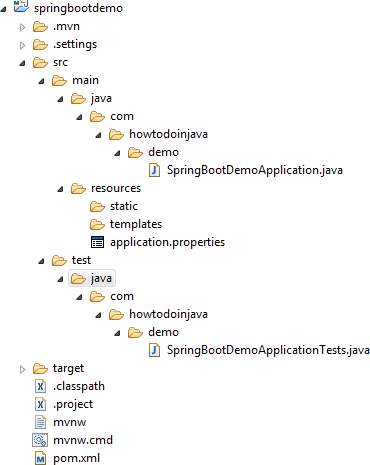 springbootdemo
.mvn
.settings
src
main
java
com
howtodoinjava
demo
SpringBootDemoApplication.java
resources
static
templates
application.properties
test
java
com
howtodoinjava
demo
SpringBootDemoApplicationTests.java
target
.classpath
.project
mvnw
mvnw.cmd
pom.xml